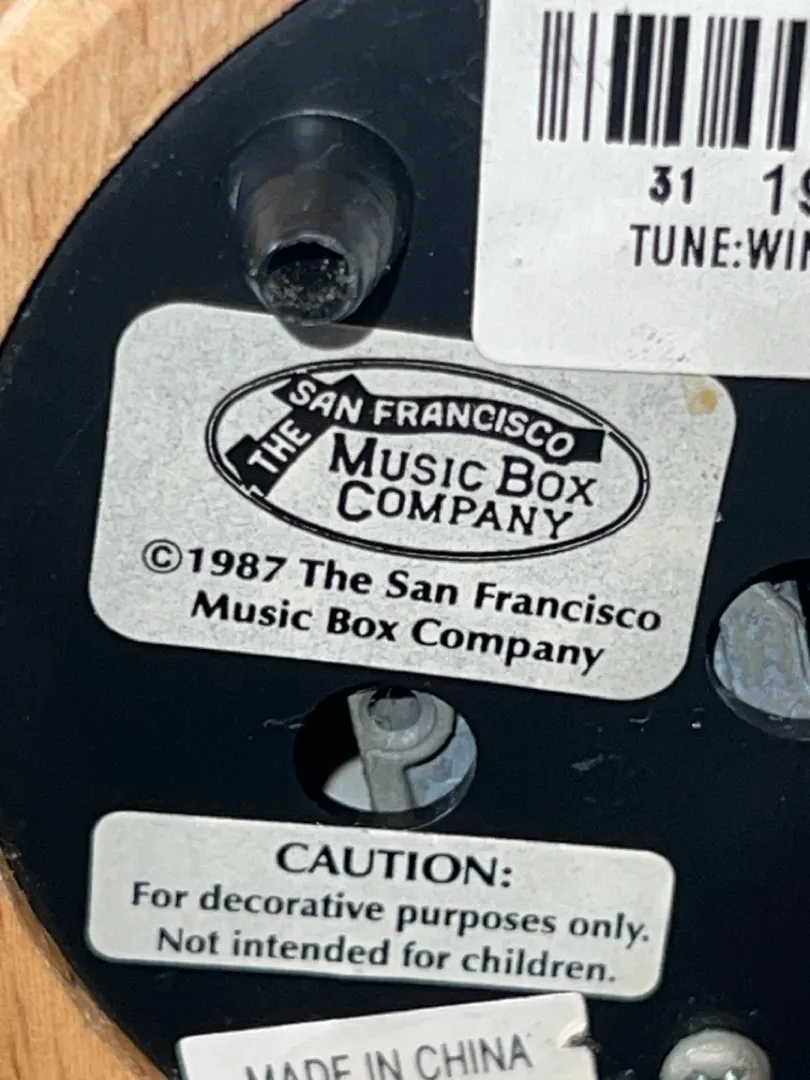 31 19
TUNE:WIN
THE SAN FRANCISCO
MUSIC BOX
COMPANY
©1987 The San Francisco
Music Box Company
CAUTION:
For decorative purposes only.
Not intended for children.
MADE IN CHINA